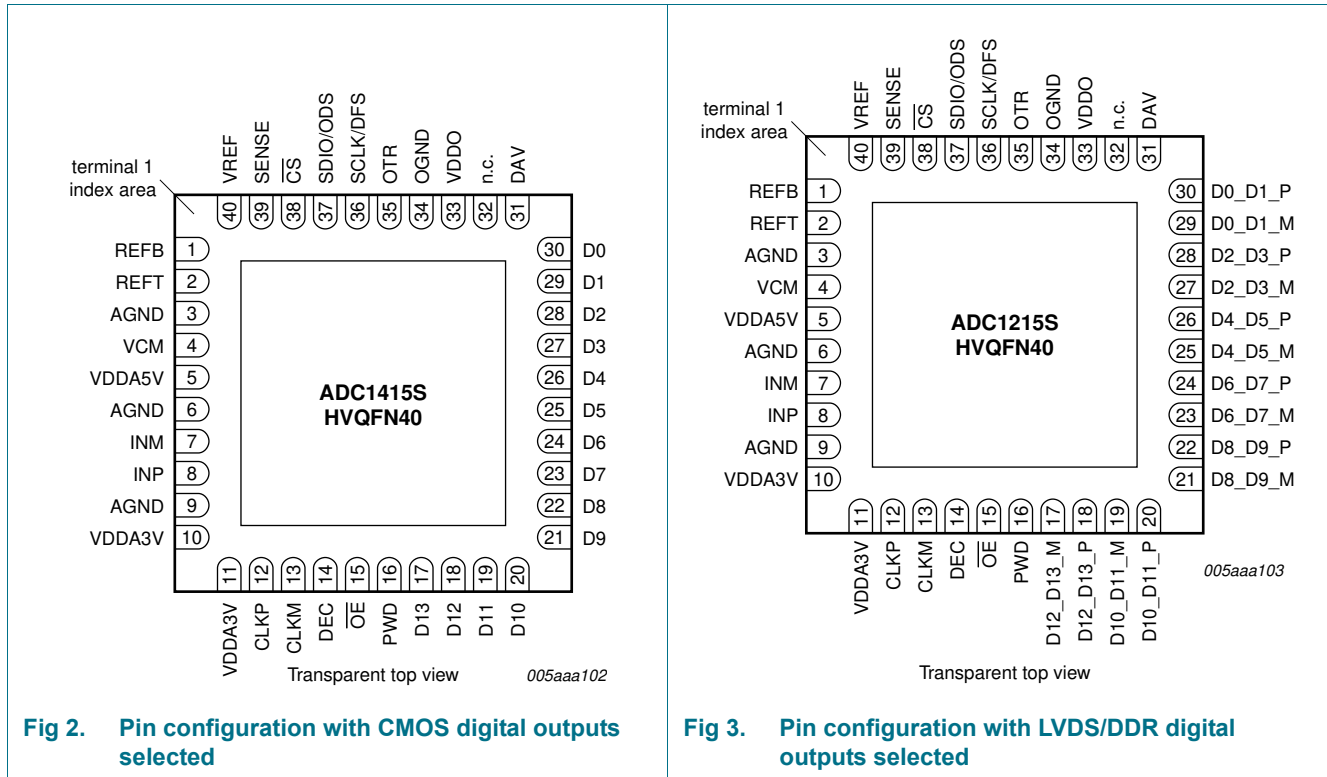 terminal 1
index area
VREF
SENSE
CS
SDIO/ODS
SCLK/DFS
OTR
OGND
VDDO
n.c.
DAV
40
39
38
37
36
35
34
33
32
31
REFB 1
REFT 2
AGND 3
VCM 4
VDDA5V 5
AGND 6
INM 7
INP 8
AGND 9
VDDA3V 10
ADC1415S
HVQFN40
30 D0
29 D1
28 D2
27 D3
26 D4
25 D5
24 D6
23 D7
22 D8
21 D9
11
12
13
14
15
16
17
18
19
20
VDDA3V
CLKP
CLKM
DEC
OE
PWD
D13
D12
D11
D10
Transparent top view
005aaa102
Fig 2. Pin configuration with CMOS digital outputs
selected
terminal 1
index area
VREF
SENSE
CS
SDIO/ODS
SCLK/DFS
OTR
OGND
VDDO
n.c.
DAV
40
39
38
37
36
35
34
33
32
31
REFB 1
REFT 2
AGND 3
VCM 4
VDDA5V 5
AGND 6
INM 7
INP 8
AGND 9
VDDA3V 10
ADC1215S
HVQFN40
30 D0_D1_P
29 D0_D1_M
28 D2_D3_P
27 D2_D3_M
26 D4_D5_P
25 D4_D5_M
24 D6_D7_P
23 D6_D7_M
22 D8_D9_P
21 D8_D9_M
11
12
13
14
15
16
17
18
19
20
VDDA3V
CLKP
CLKM
DEC
OE
PWD
D12_D13_M
D12_D13_P
D10_D11_M
D10_D11_P
005aaa103
Transparent top view
Fig 3. Pin configuration with LVDS/DDR digital
outputs selected